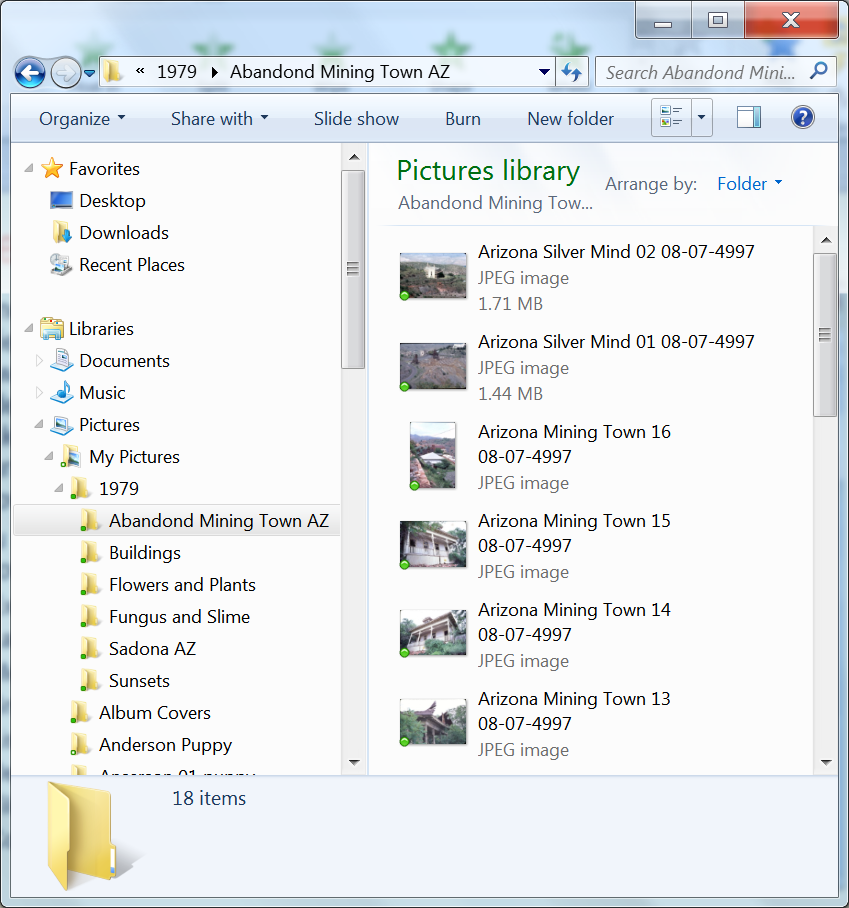 « 1979 Abandond Mining Town AZ
Search Abandond Mini...
Organize Share with Slide show Burn New folder
Favorites
Desktop
Downloads
Recent Places
Libraries
Documents
Music
Pictures
My Pictures
1979
Abandond Mining Town AZ
Buildings
Flowers and Plants
Fungus and Slime
Sadona AZ
Sunsets
Album Covers
Anderson Puppy
Pictures library
Abandond Mining Tow...
Arrange by: Folder
Arizona Silver Mind 02 08-07-4997
JPEG image
1.71 MB
Arizona Silver Mind 01 08-07-4997
JPEG image
1.44 MB
Arizona Mining Town 16
08-07-4997
JPEG image
Arizona Mining Town 15
08-07-4997
JPEG image
Arizona Mining Town 14
08-07-4997
JPEG image
Arizona Mining Town 13
08-07-4997
JPEG image
18 items